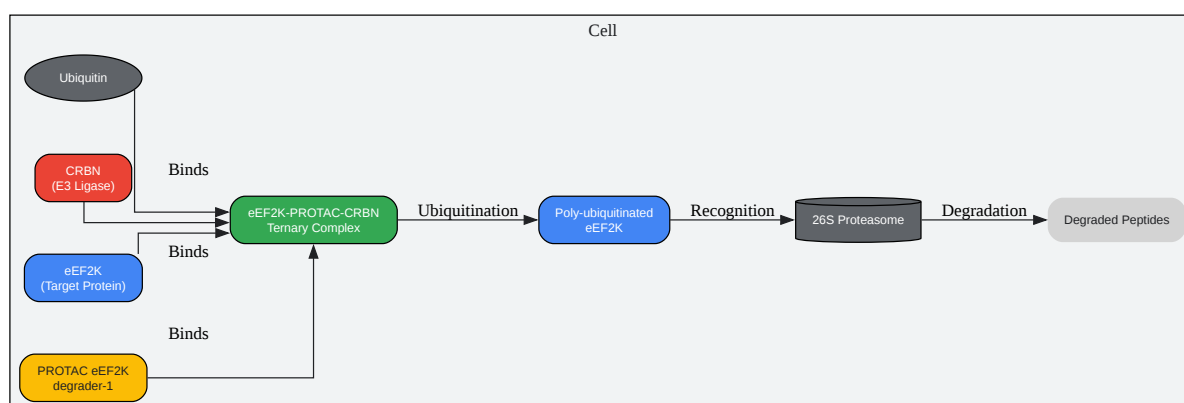 Cell
Ubiquitin
CRBN
(E3 Ligase)
Binds
eEF2K-PROTAC-CRBN
Ternary Complex
Ubiquitination
Poly-ubiquitinated
eEF2K
Recognition
26S Proteasome
Degradation
Degraded Peptides
Binds
eEF2K
(Target Protein)
Binds
PROTAC eEF2K
degrader-1